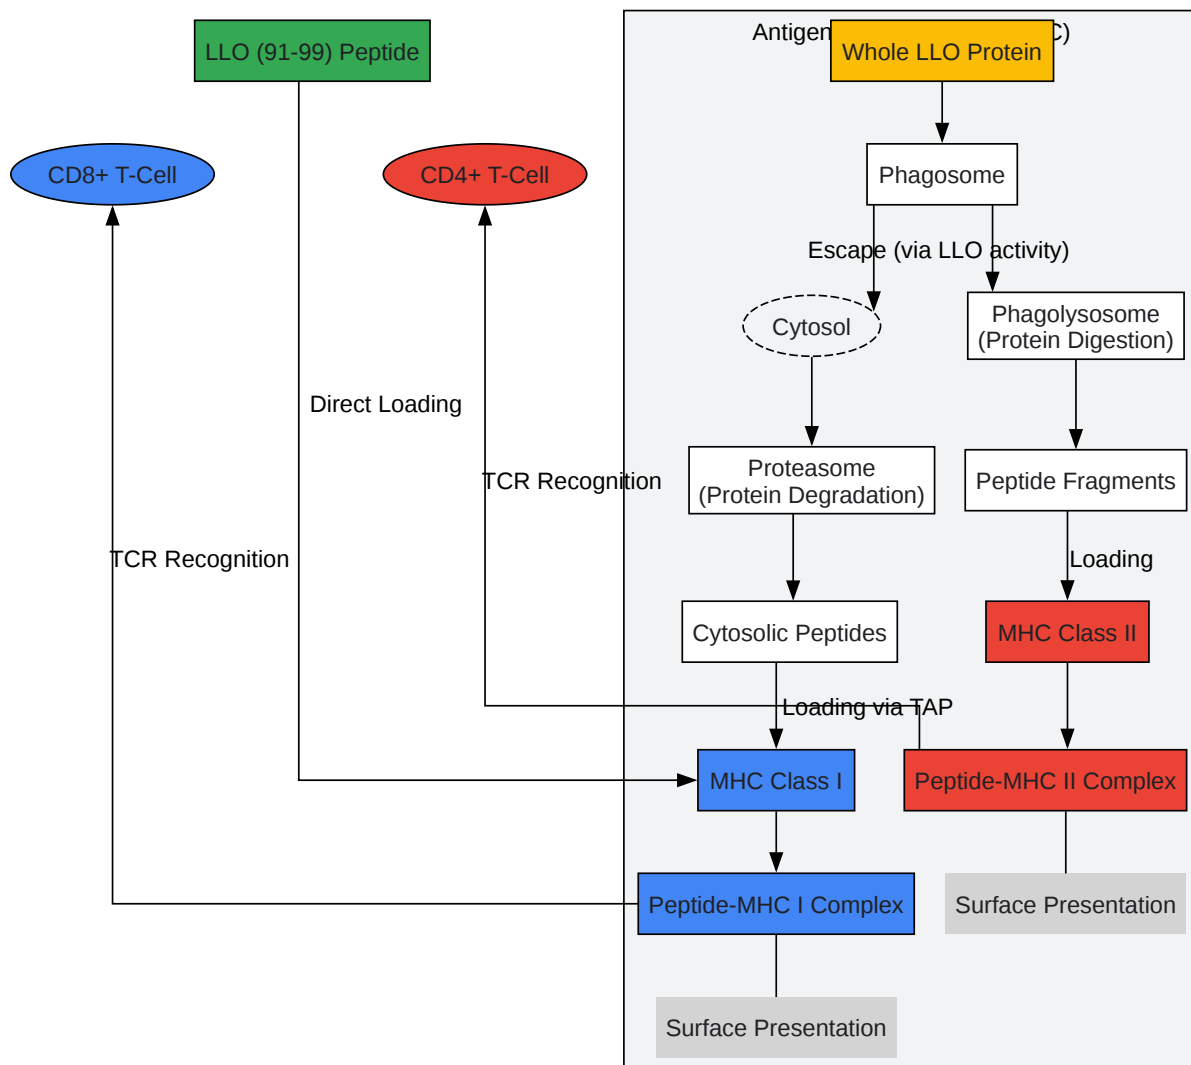 LLO (91-99) Peptide
Antigen
C)
Whole LLO Protein
CD8+ T-Cell
CD4+ T-Cell
Phagosome
Escape (via LLO activity)
Cytosol
Phagolysosome
(Protein Digestion)
Direct Loading
TCR Recognition
Proteasome
(Protein Degradation)
Peptide Fragments
TCR Recognition
Loading
Cytosolic Peptides
MHC Class II
Loading via TAP
MHC Class I
Peptide-MHC II Complex
Peptide-MHC I Complex
Surface Presentation
Surface Presentation